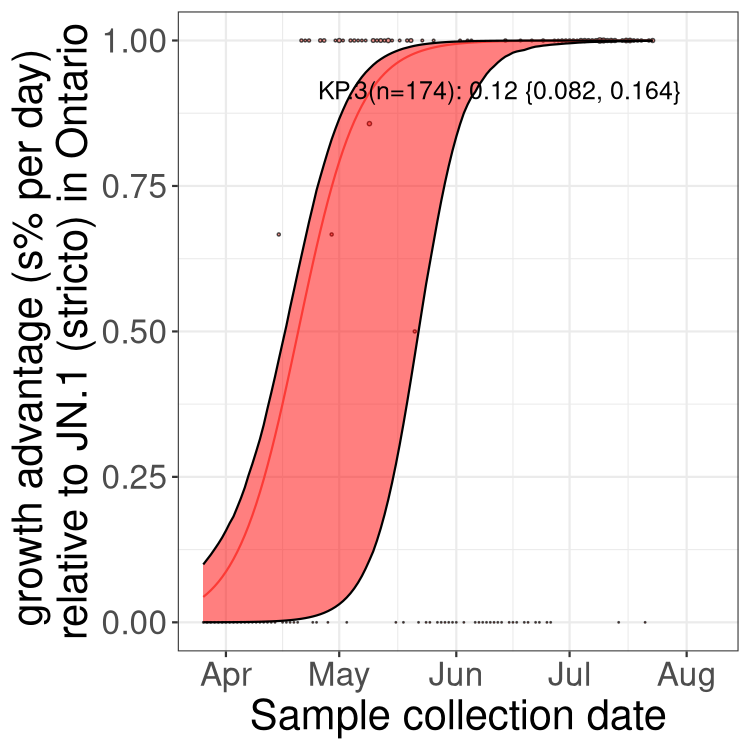 growth advantage (s% per day)
relative to JN.1 (stricto) in Ontario
1.00
0.75
0.50
0.25
0.00
KP.3(n=174): 0.12 {0.082, 0.164}
Apr May Jun Jul Aug
Sample collection date